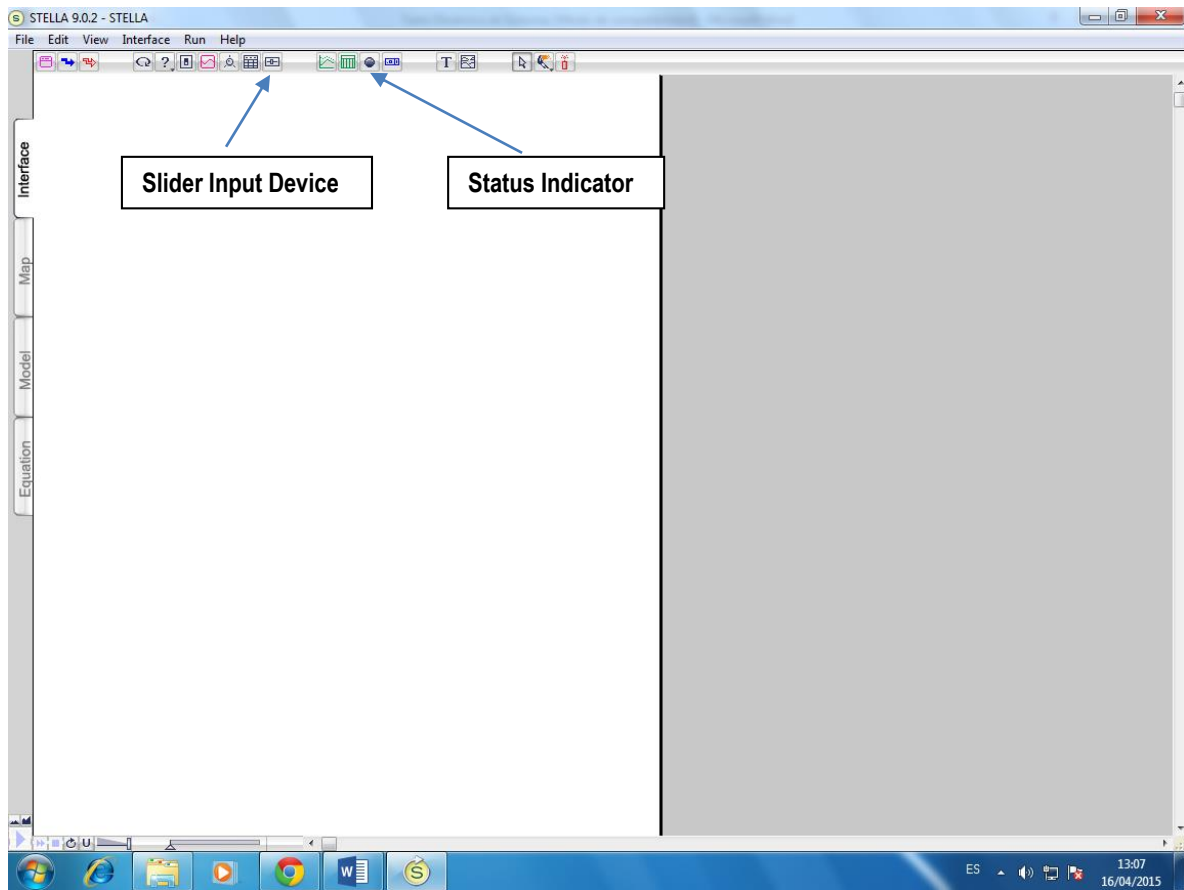 STELLA 9.0.2 - STELLA
File Edit View Interface Run Help
T
Slider Input Device
Status Indicator
Interface
Map
Model
Equation
U
ES
13:07
16/04/2015